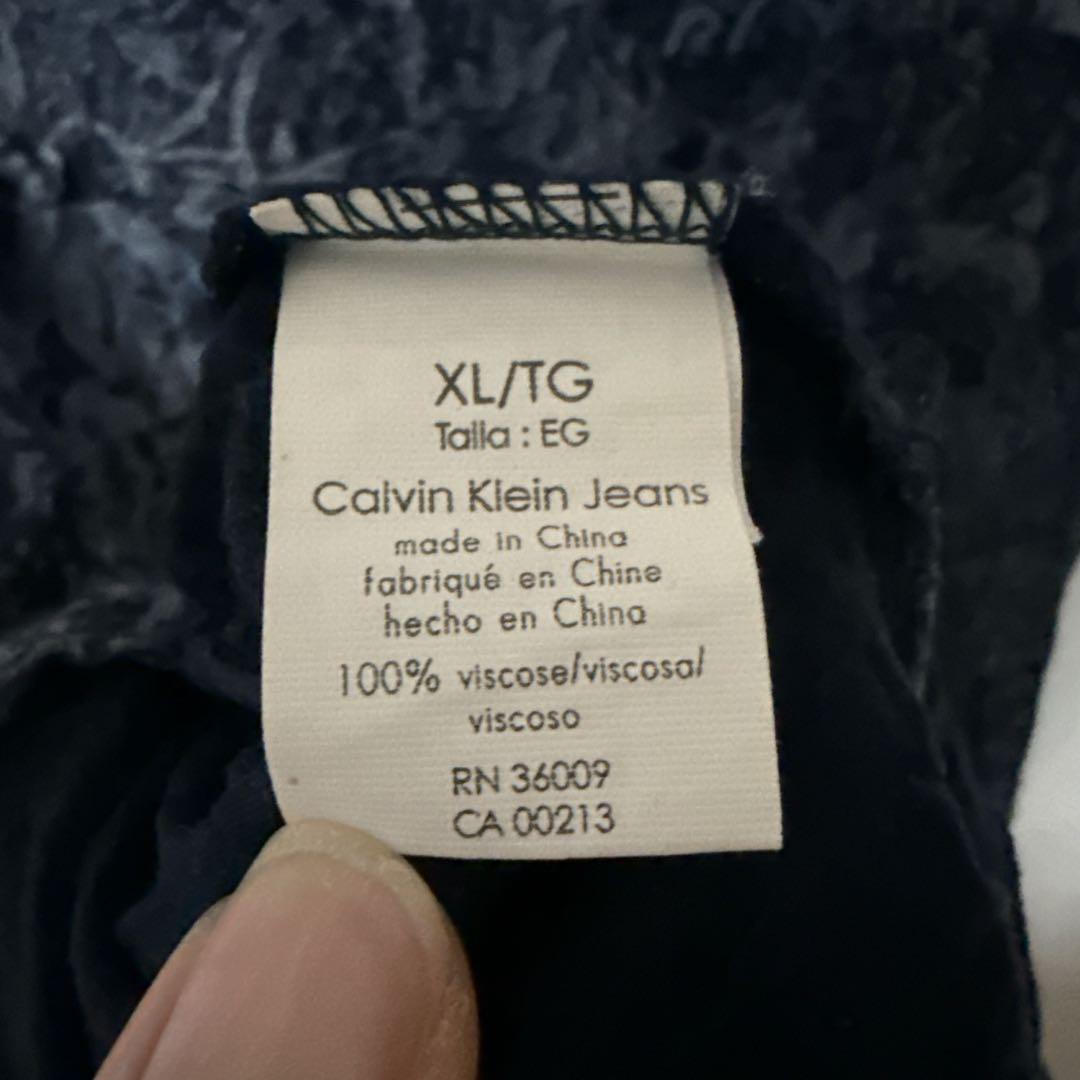 XL/TG
Talla : EG
Calvin Klein Jeans
made in China
fabriqué en Chine
hecho en China
100% viscose/viscosa/
viscoso
RN 36009
CA 00213